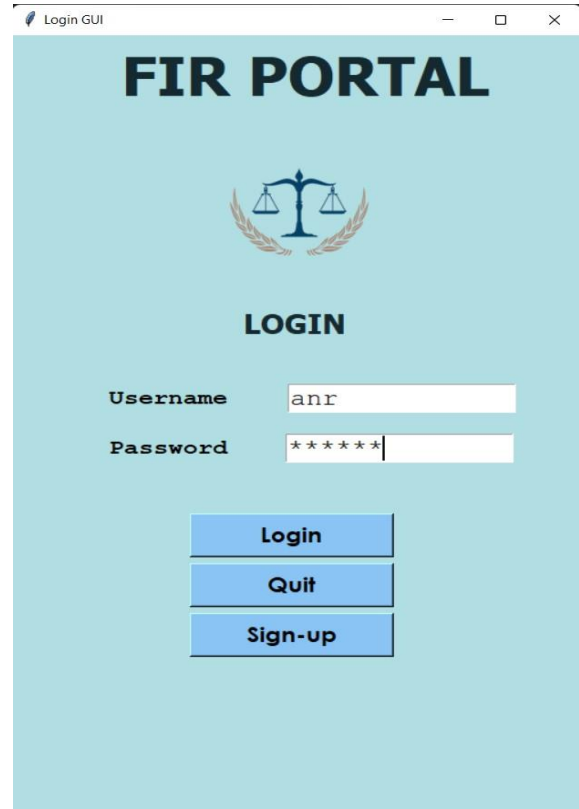 Login GUI
FIR PORTAL
LOGIN
Username anr
Password ******
Login
Quit
Sign-up